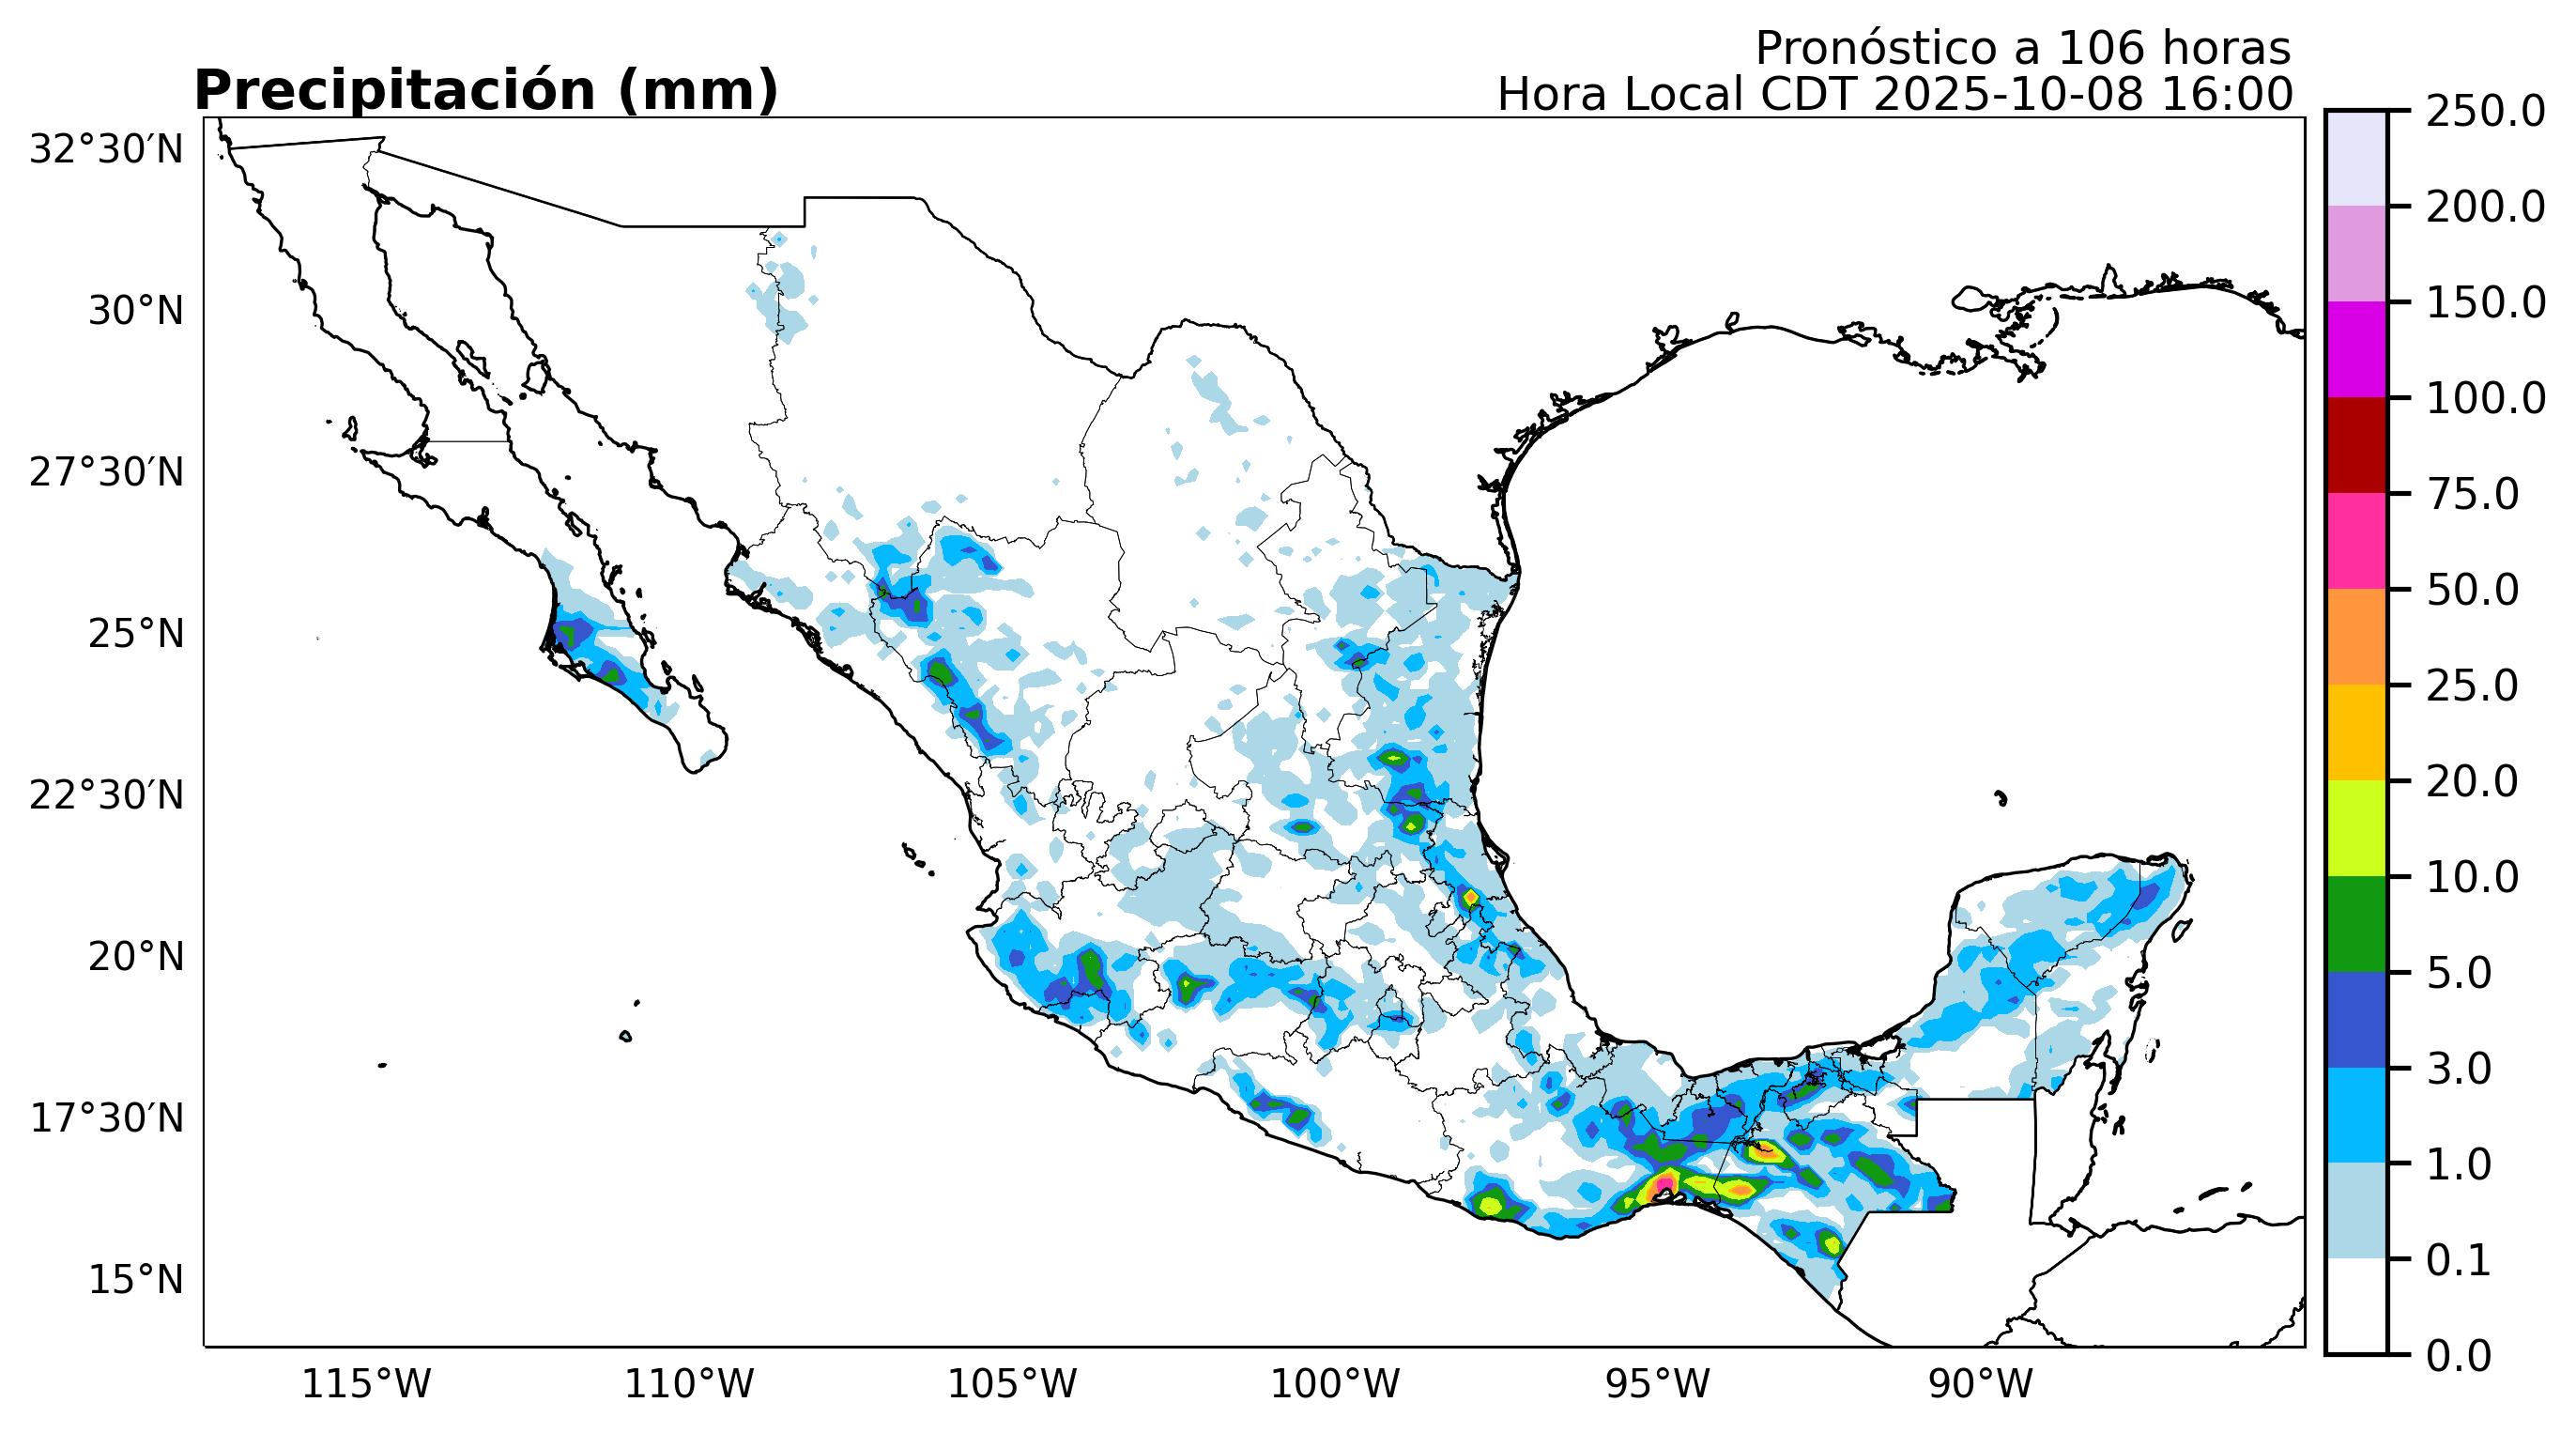 Pronóstico a 106 horas
Precipitación (mm)
Hora Local CDT 2025-10-08 16:00
32°30′N
30°N
27°30′N
25°N
22°30′N
20°N
17°30′N
15°N
115°W
110°W
105°W
100°W
95°W
90°W
250.0
200.0
150.0
100.0
75.0
50.0
25.0
20.0
10.0
5.0
3.0
1.0
0.1
0.0